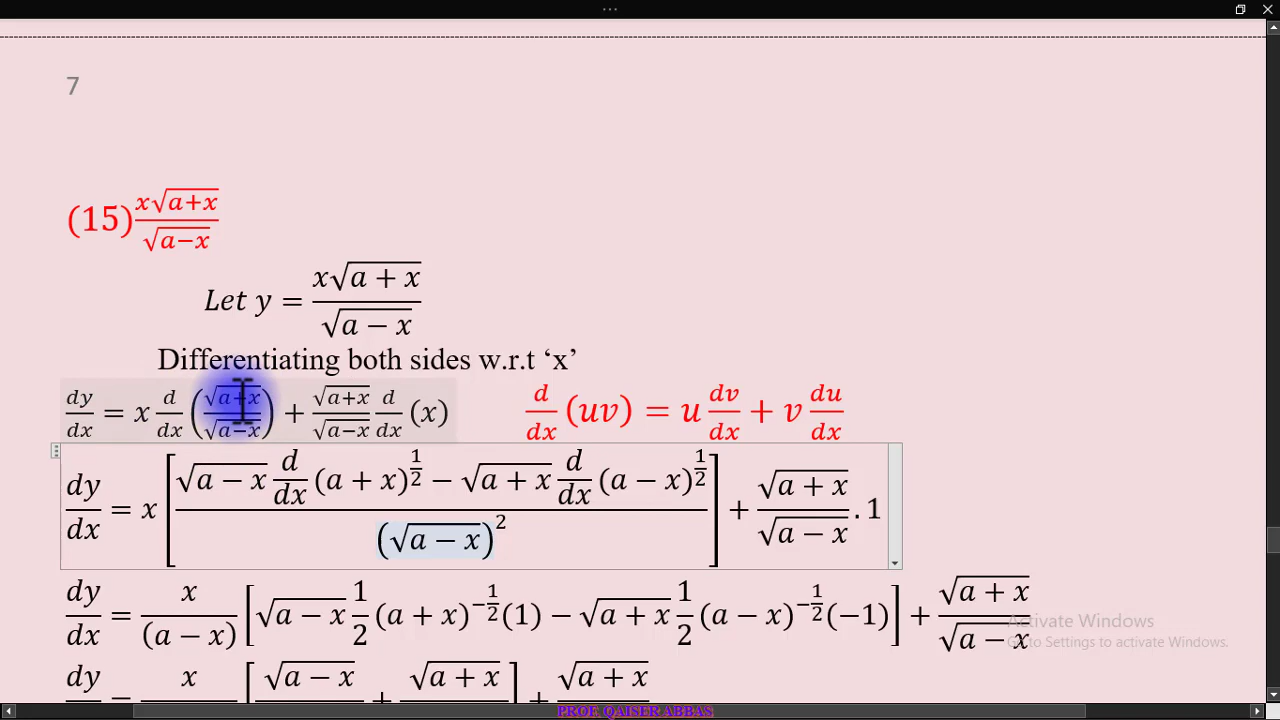 7
(15) x√(a+x) / √(a−x)
Let y = x√(a + x) / √(a − x)
Differentiating both sides w.r.t ‘x’
dy/dx = x d/dx (√(a+x) / √(a−x)) + √(a+x) / √(a−x) d/dx (x)    d/dx (uv) = u dv/dx + v du/dx
dy/dx = x [ (√(a − x) d/dx (a + x)^(1/2) − √(a + x) d/dx (a − x)^(1/2)) / (√(a − x))^2 ] + √(a + x) / √(a − x) . 1
dy/dx = x / (a − x) [ √(a − x) 1/2 (a + x)^(−1/2) (1) − √(a + x) 1/2 (a − x)^(−1/2) (−1) ] + √(a + x) / √(a − x)
Activate Windows
Go to Settings to activate Windows.
dy = x [ √(a − x) + √(a + x) ] + √(a + x)
PROF QAISER ABBAS